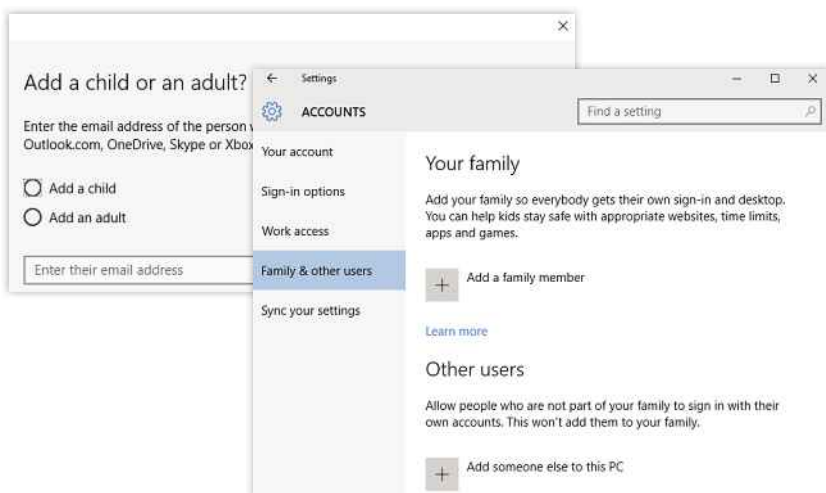 Add a child or an adult?
Enter the email address of the person
Outlook.com, OneDrive, Skype or Xbox
Add a child
Add an adult
Enter their email address
Settings
ACCOUNTS
Find a setting
Your account
Sign-in options
Work access
Family & other users
Sync your settings
Your family
Add your family so everybody gets their own sign-in and desktop.
You can help kids stay safe with appropriate websites, time limits,
apps and games.
Add a family member
Learn more
Other users
Allow people who are not part of your family to sign in with their
own accounts. This won't add them to your family.
Add someone else to this PC